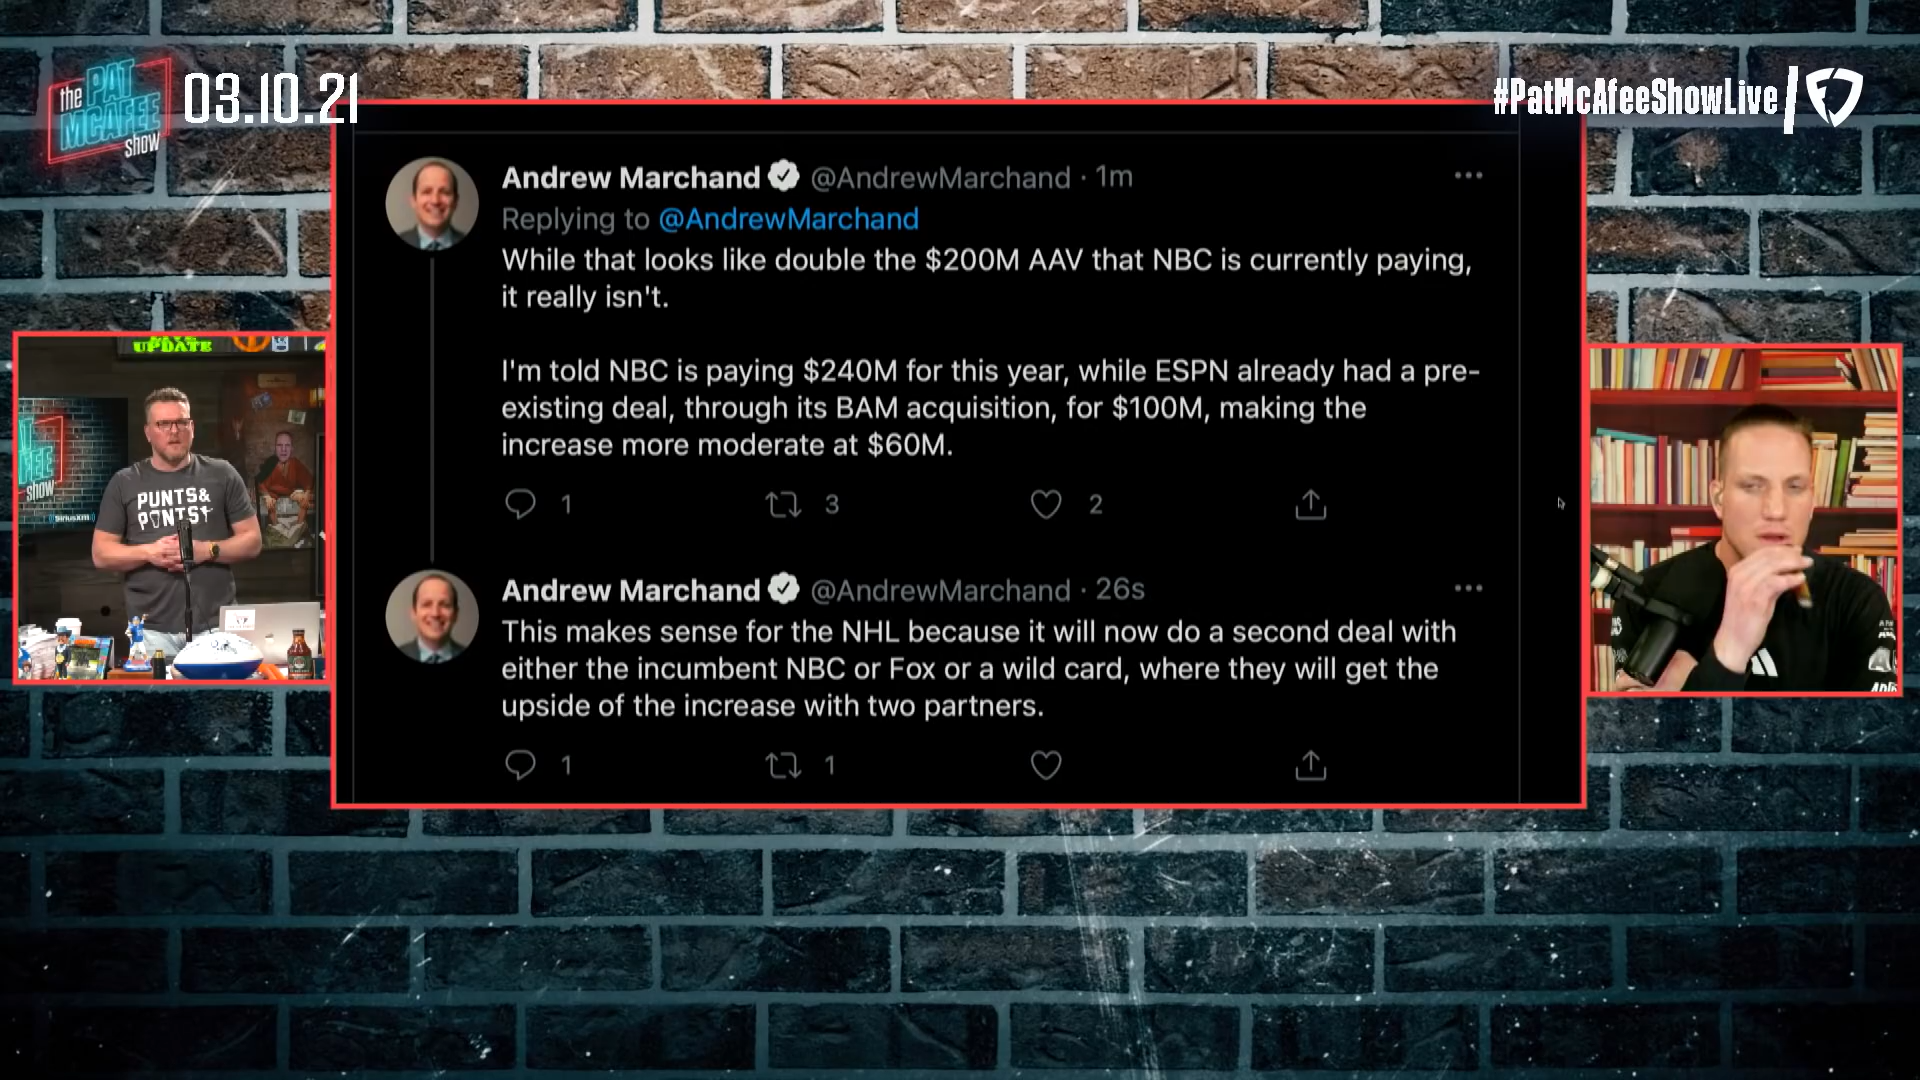 the PAT
MCAFEE
show
03.10.21
#PatMcAfeeShowLive
Andrew Marchand @AndrewMarchand · 1m
Replying to @AndrewMarchand
While that looks like double the $200M AAV that NBC is currently paying,
it really isn't.
I'm told NBC is paying $240M for this year, while ESPN already had a pre-
existing deal, through its BAM acquisition, for $100M, making the
increase more moderate at $60M.
1 3 2
Andrew Marchand @AndrewMarchand · 26s
This makes sense for the NHL because it will now do a second deal with
either the incumbent NBC or Fox or a wild card, where they will get the
upside of the increase with two partners.
1 1
UPDATE
show
SiriusXM
PUNTS&
PONTS